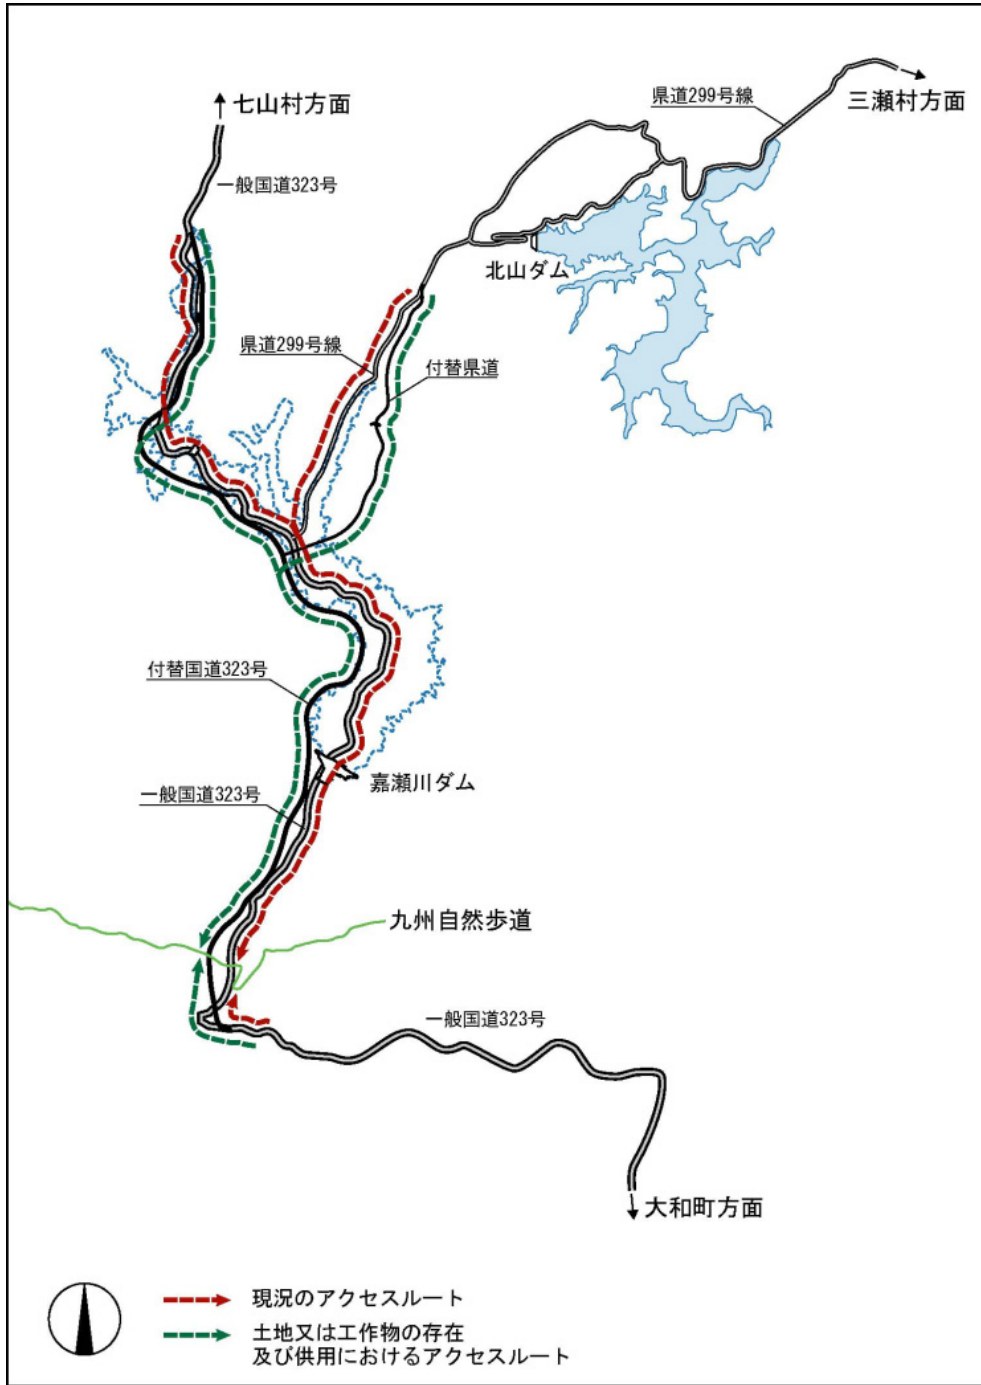 七山村方面
県道299号線
三瀬村方面
一般国道323号
北山ダム
県道299号線
付替県道
付替国道323号
嘉瀬川ダム
一般国道323号
九州自然歩道
一般国道323号
大和町方面
現況のアクセスルート
土地又は工作物の存在
及び供用におけるアクセスルート